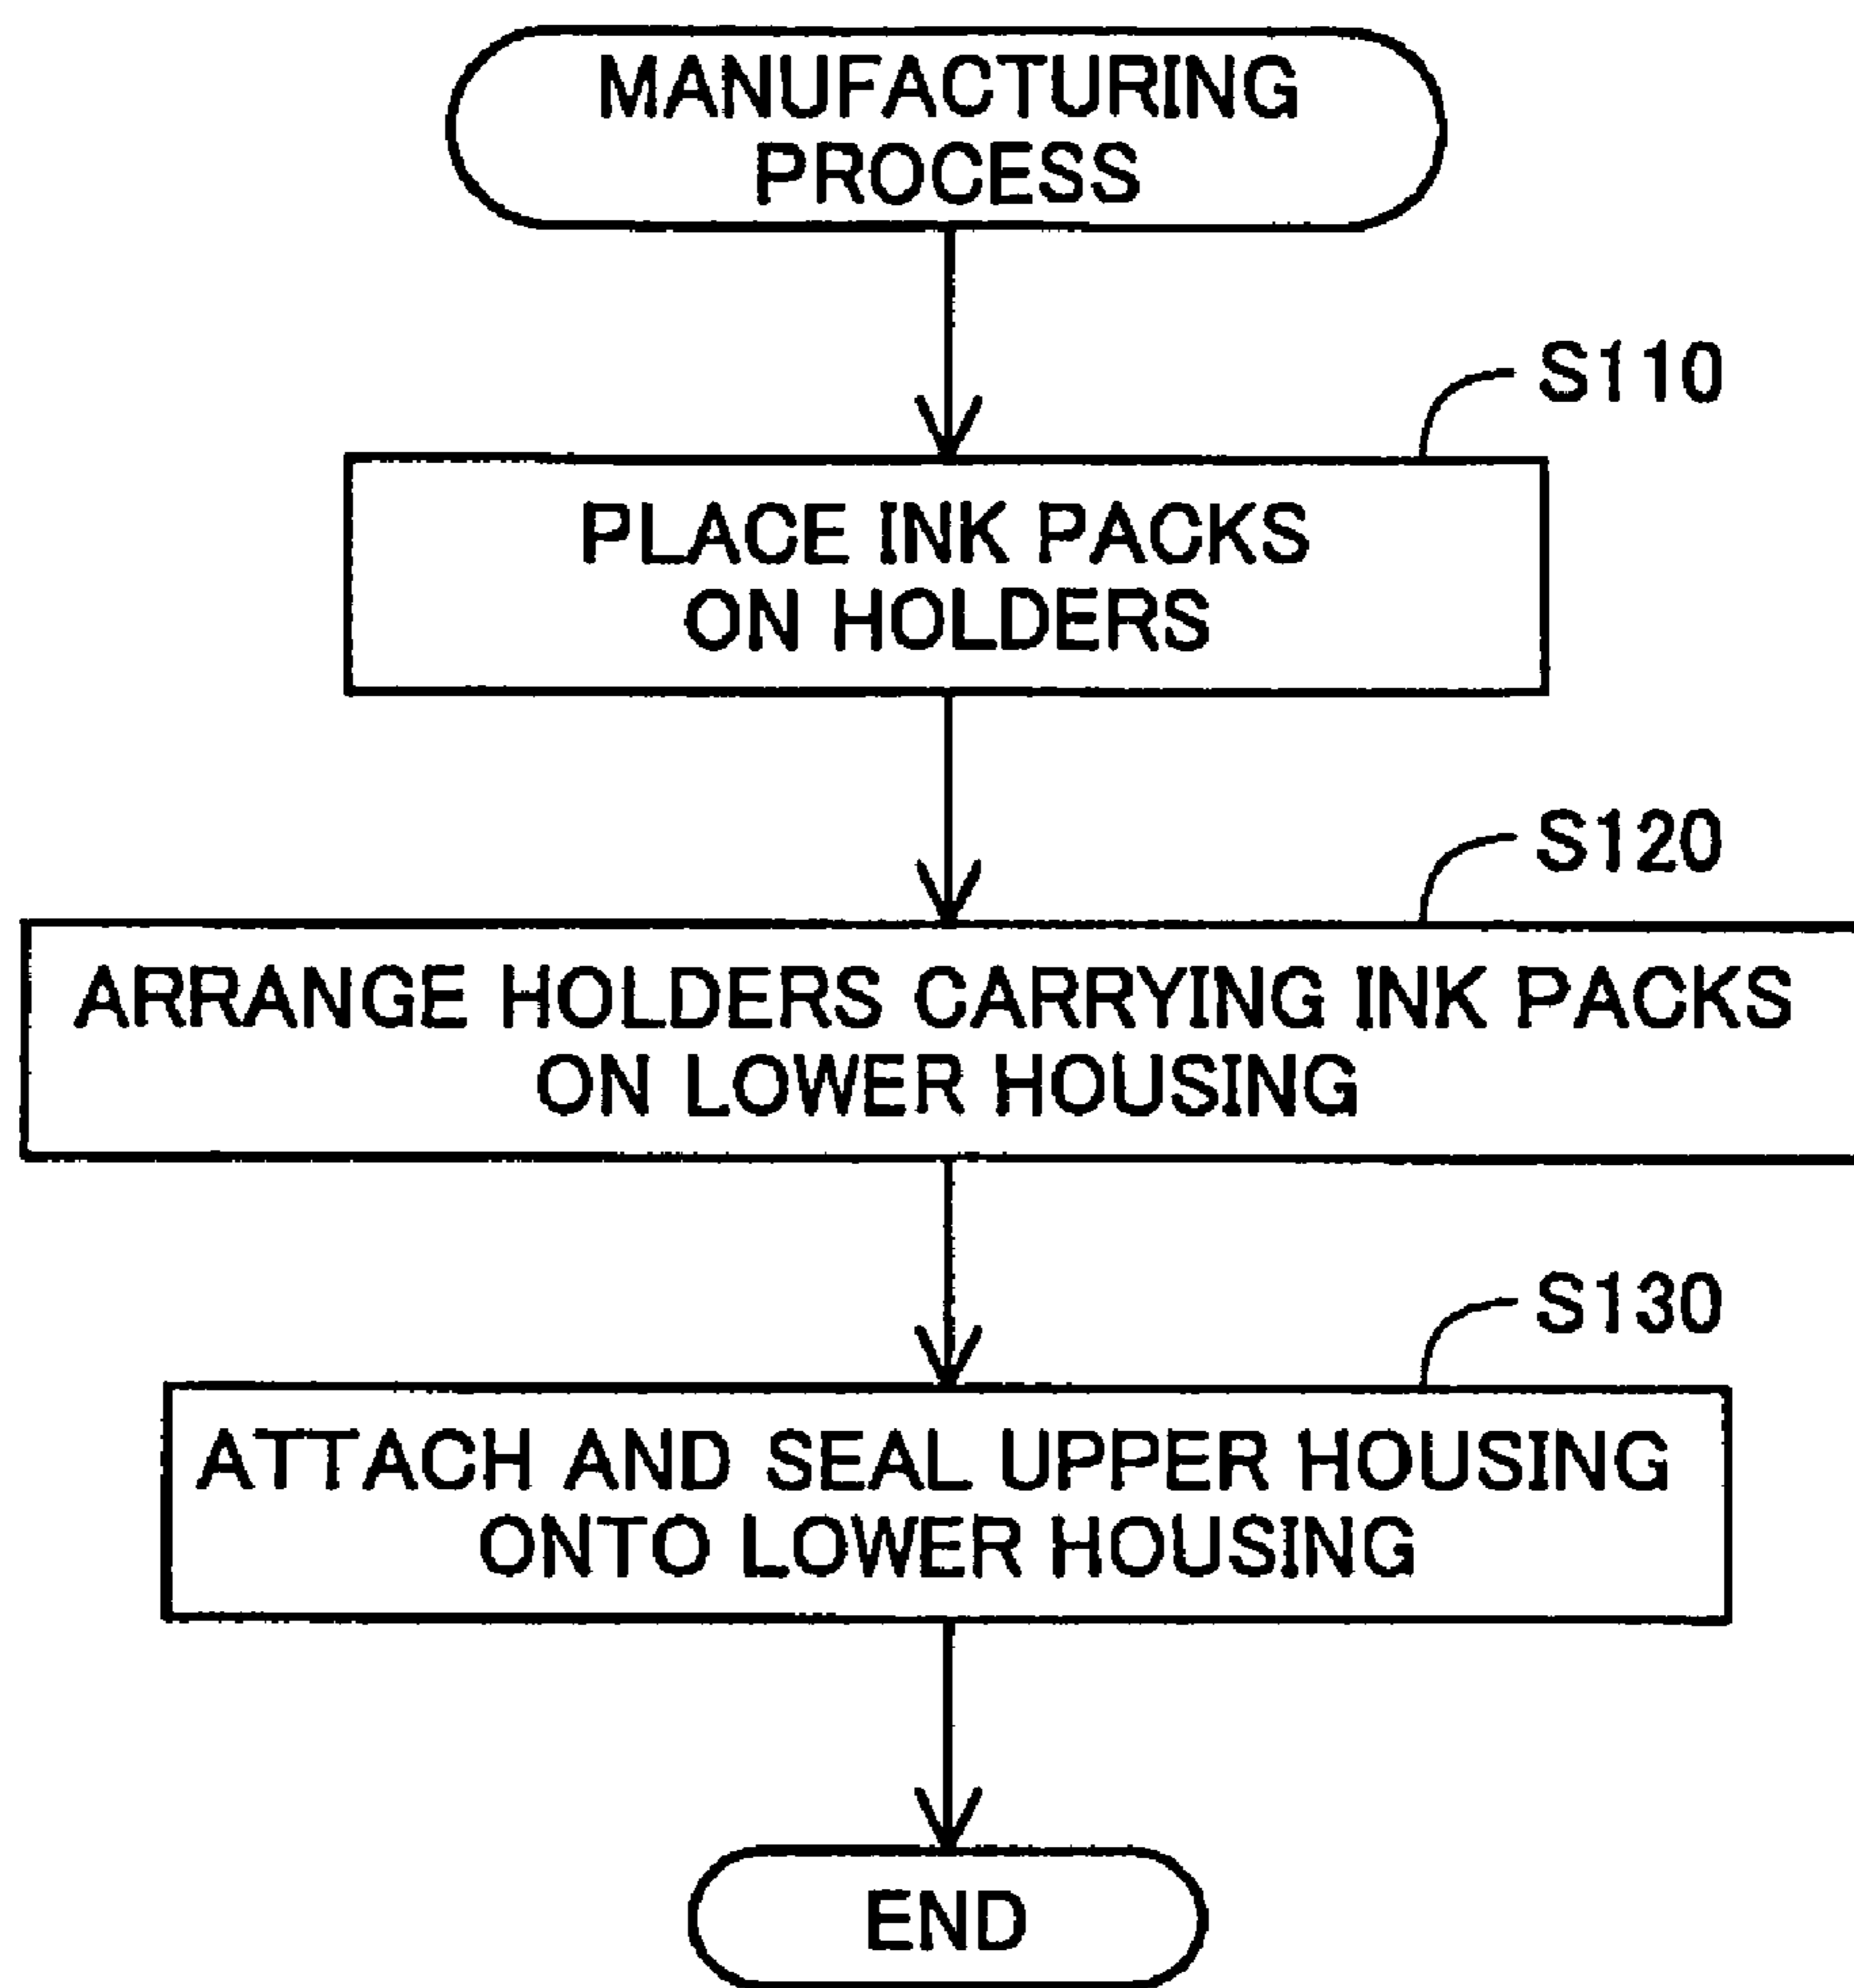 MANUFACTURING
PROCESS
S110
PLACE INK PACKS
ON HOLDERS
S120
ARRANGE HOLDERS CARRYING INK PACKS
ON LOWER HOUSING
S130
ATTACH AND SEAL UPPER HOUSING
ONTO LOWER HOUSING
END